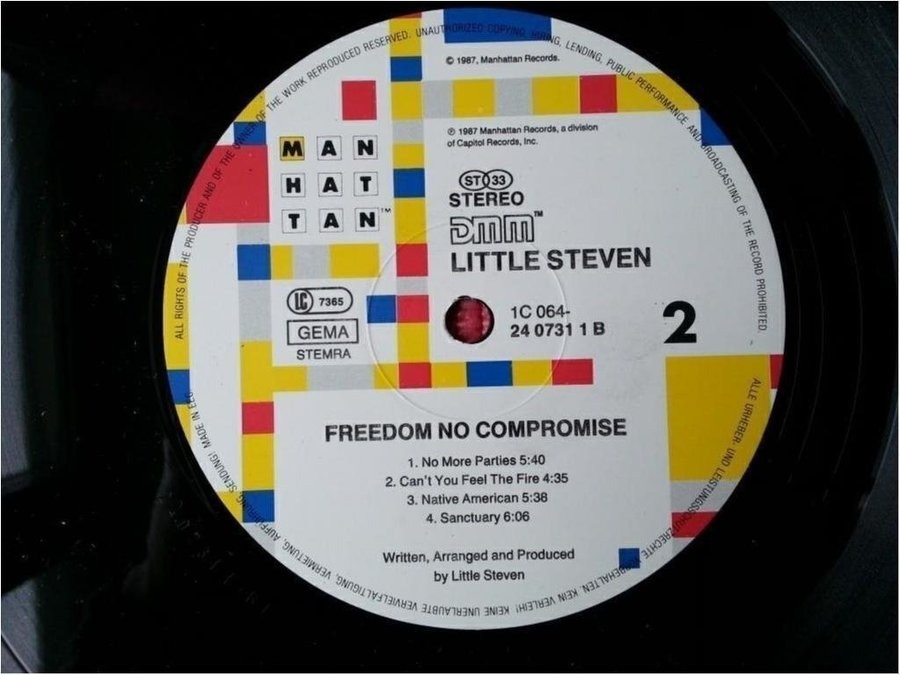 ALL RIGHTS OF THE PRODUCER AND OF THE OWNER OF THE WORK REPRODUCED RESERVED. UNAUTHORIZED COPYING, HIRING, LENDING, PUBLIC PERFORMANCE AND BROADCASTING OF THE RECORD PROHIBITED.
© 1987, Manhattan Records.
℗ 1987 Manhattan Records, a division
of Capitol Records, Inc.
MAN
HAT
TAN™
ST 33
STEREO
DMM™
LITTLE STEVEN
LC 7365
GEMA
STEMRA
1C 064-
24 0731 1 B
2
FREEDOM NO COMPROMISE
1. No More Parties 5:40
2. Can't You Feel The Fire 4:35
3. Native American 5:38
4. Sanctuary 6:06
Written, Arranged and Produced
by Little Steven
ALLE URHEBER- UND LEISTUNGSSCHUTZRECHTE VORBEHALTEN. KEIN VERLEIH! KEINE UNERLAUBTE VERVIELFÄLTIGUNG, VERMIETUNG, AUFFÜHRUNG, SENDUNG! MADE IN EEC